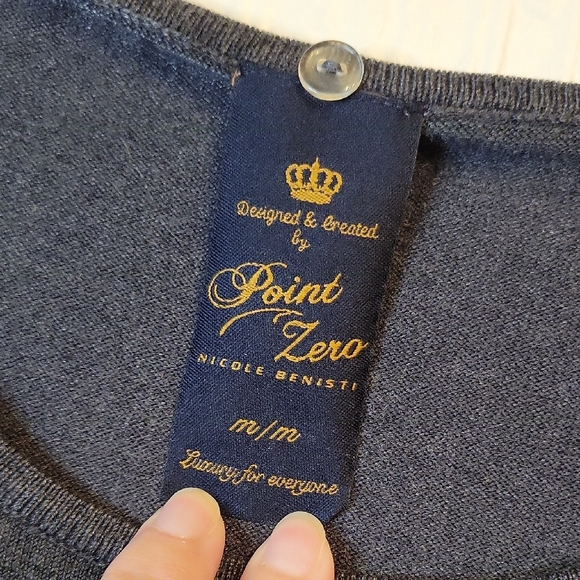 Designed & Created
by
Point
Zero
NICOLE BENISTI
m/m
Luxury, for everyone